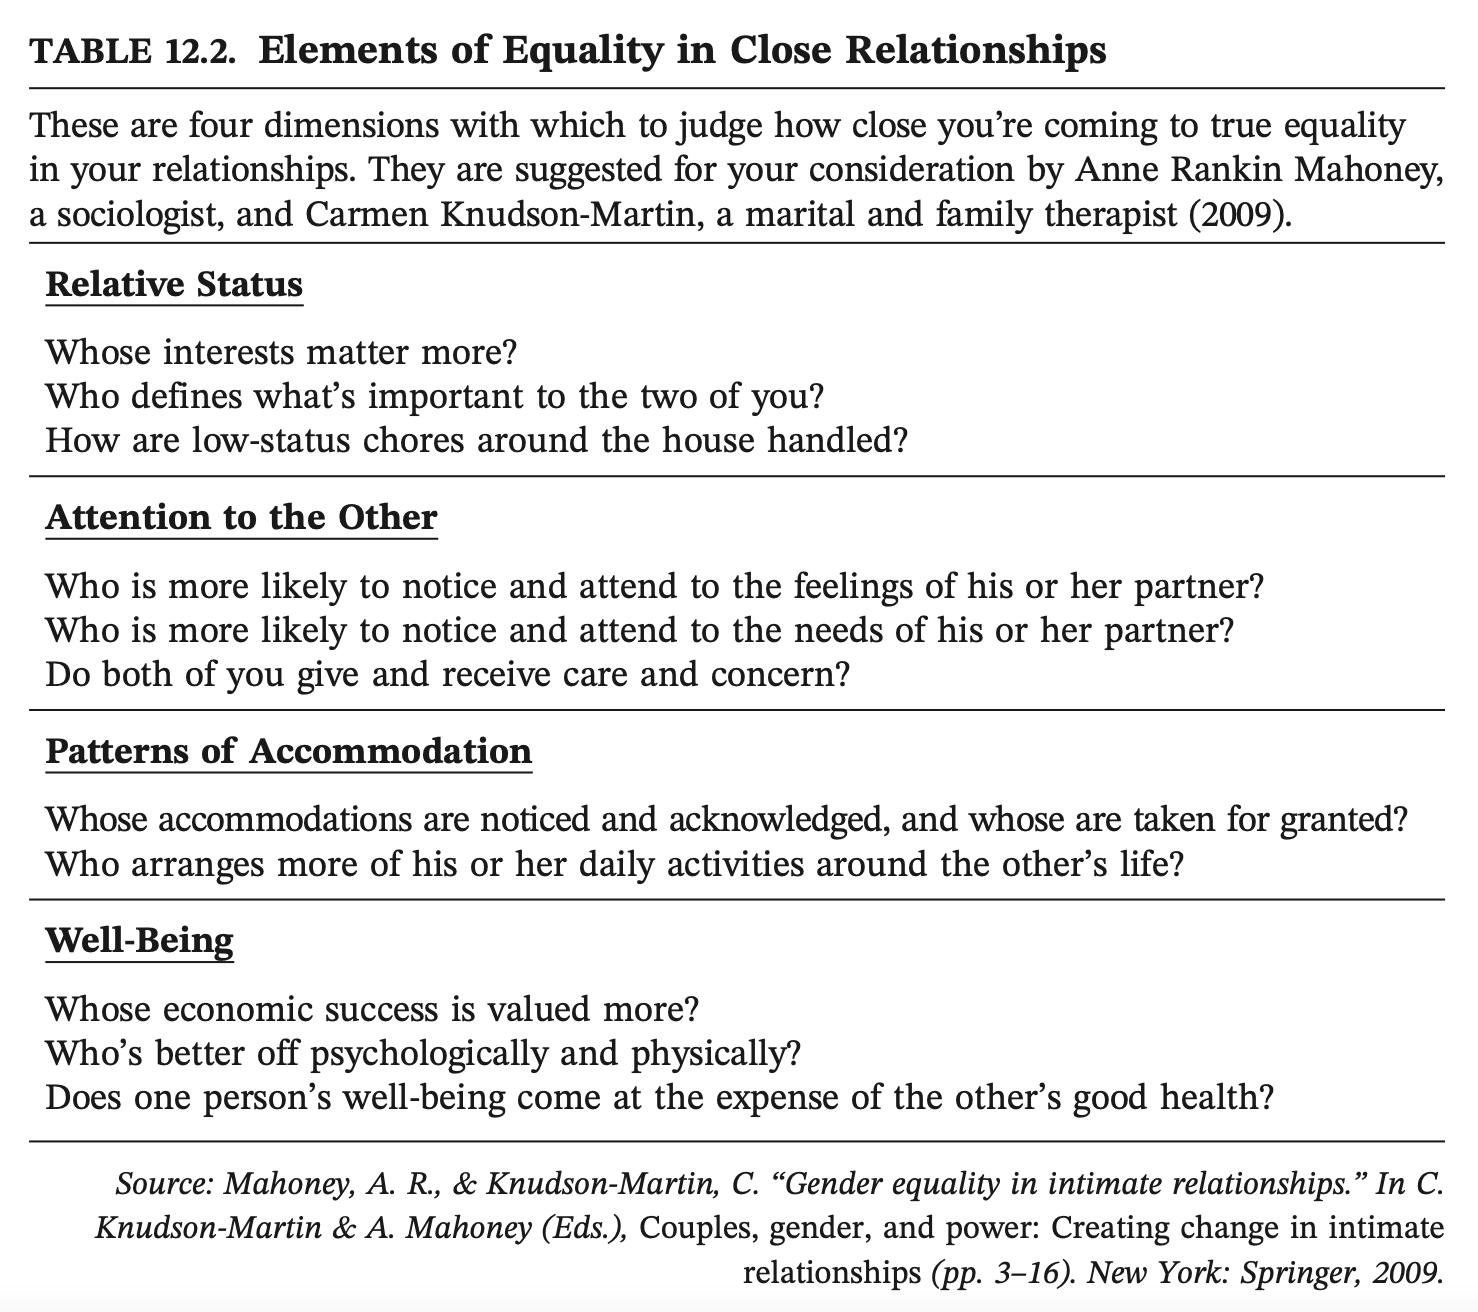 TABLE 12.2. Elements of Equality in Close Relationships
These are four dimensions with which to judge how close you’re coming to true equality
in your relationships. They are suggested for your consideration by Anne Rankin Mahoney,
a sociologist, and Carmen Knudson-Martin, a marital and family therapist (2009).
Relative Status
Whose interests matter more?
Who defines what’s important to the two of you?
How are low-status chores around the house handled?
Attention to the Other
Who is more likely to notice and attend to the feelings of his or her partner?
Who is more likely to notice and attend to the needs of his or her partner?
Do both of you give and receive care and concern?
Patterns of Accommodation
Whose accommodations are noticed and acknowledged, and whose are taken for granted?
Who arranges more of his or her daily activities around the other’s life?
Well-Being
Whose economic success is valued more?
Who’s better off psychologically and physically?
Does one person’s well-being come at the expense of the other’s good health?
Source: Mahoney, A. R., & Knudson-Martin, C. “Gender equality in intimate relationships.” In C.
Knudson-Martin & A. Mahoney (Eds.), Couples, gender, and power: Creating change in intimate
relationships (pp. 3–16). New York: Springer, 2009.